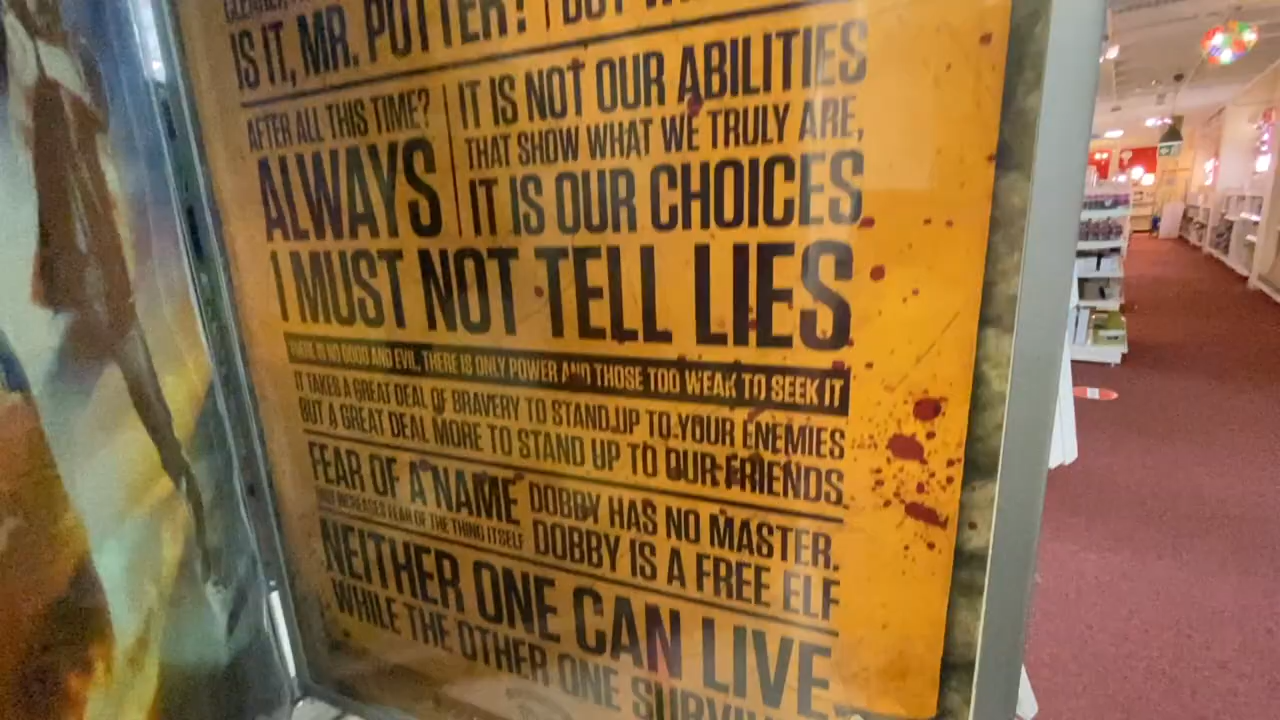 IS IT, MR. POTTER?
AFTER ALL THIS TIME?
ALWAYS
IT IS NOT OUR ABILITIES
THAT SHOW WHAT WE TRULY ARE,
IT IS OUR CHOICES
I MUST NOT TELL LIES
THERE IS NO GOOD AND EVIL, THERE IS ONLY POWER AND THOSE TOO WEAK TO SEEK IT
IT TAKES A GREAT DEAL OF BRAVERY TO STAND UP TO YOUR ENEMIES
BUT A GREAT DEAL MORE TO STAND UP TO OUR FRIENDS.
FEAR OF A NAME
INCREASES FEAR OF THE THING ITSELF
DOBBY HAS NO MASTER.
DOBBY IS A FREE ELF
NEITHER ONE CAN LIVE,
WHILE THE OTHER ONE